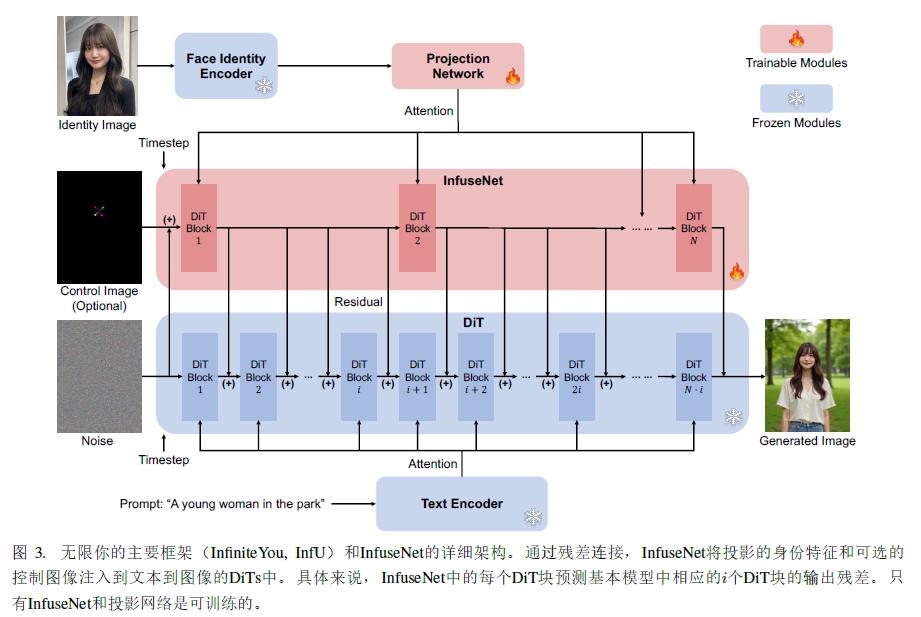 Face Identity
Encoder
Projection
Network
Trainable Modules
Frozen Modules
Identity Image
Attention
Timestep
InfuseNet
DiT
Block
1
DiT
Block
2
... ...
DiT
Block
N
(+)
Control Image
(Optional)
Residual
DiT
DiT
Block
1
(+)
DiT
Block
2
(+)
...
(+)
DiT
Block
i
(+)
DiT
Block
i + 1
(+)
DiT
Block
i + 2
(+)
...
(+)
DiT
Block
2i
(+)
... ...
DiT
Block
N · i
Noise
Generated Image
Timestep
Attention
Prompt: “A young woman in the park”
Text Encoder
图 3. 无限你的主要框架（InfiniteYou, InfU）和InfuseNet的详细架构。通过残差连接，InfuseNet将投影的身份特征和可选的
控制图像注入到文本到图像的DiTs中。具体来说，InfuseNet中的每个DiT块预测基本模型中相应的i个DiT块的输出残差。只
有InfuseNet和投影网络是可训练的。